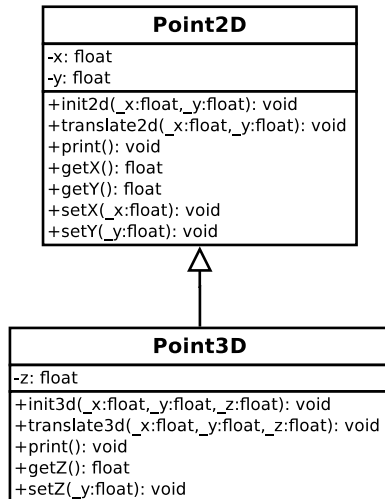 Point2D
-x: float
-y: float
+init2d(_x:float,_y:float): void
+translate2d(_x:float,_y:float): void
+print(): void
+getX(): float
+getY(): float
+setX(_x:float): void
+setY(_y:float): void
Point3D
-z: float
+init3d(_x:float,_y:float,_z:float): void
+translate3d(_x:float,_y:float,_z:float): void
+print(): void
+getZ(): float
+setZ(_y:float): void